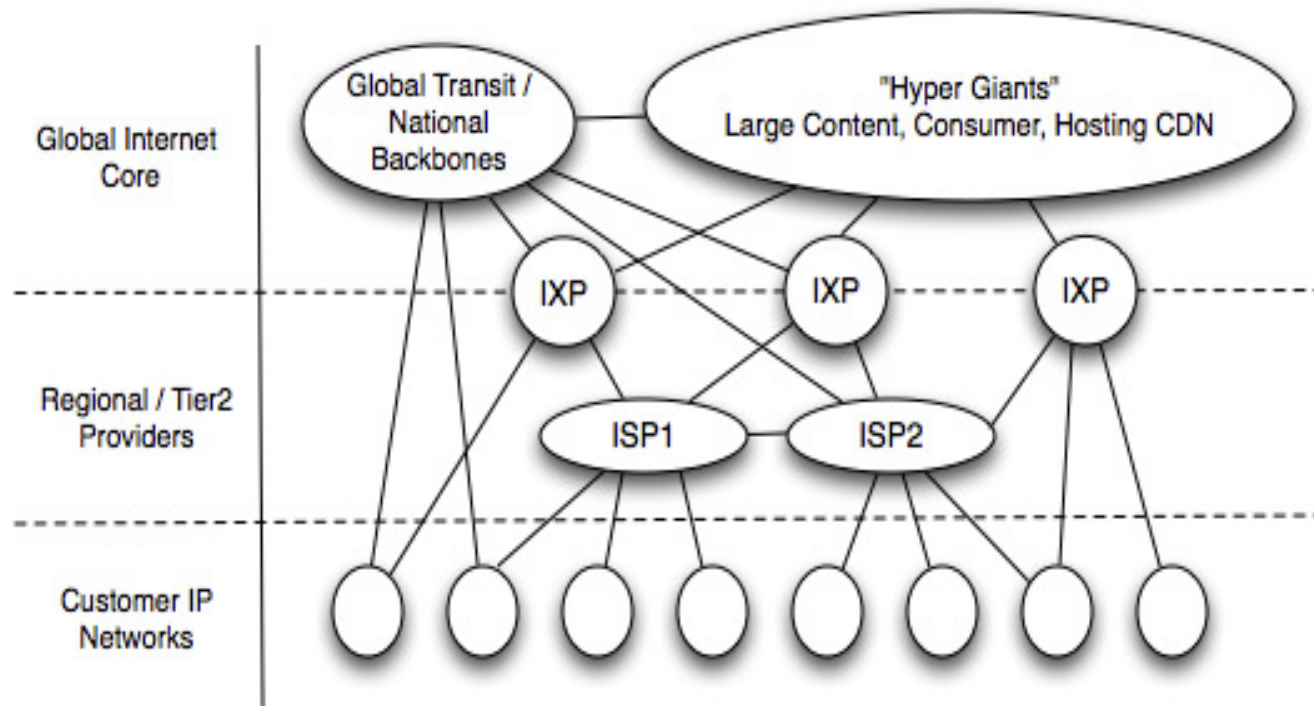 Global Internet
Core
Global Transit /
National
Backbones
"Hyper Giants"
Large Content, Consumer, Hosting CDN
IXP
IXP
IXP
Regional / Tier2
Providers
ISP1
ISP2
Customer IP
Networks